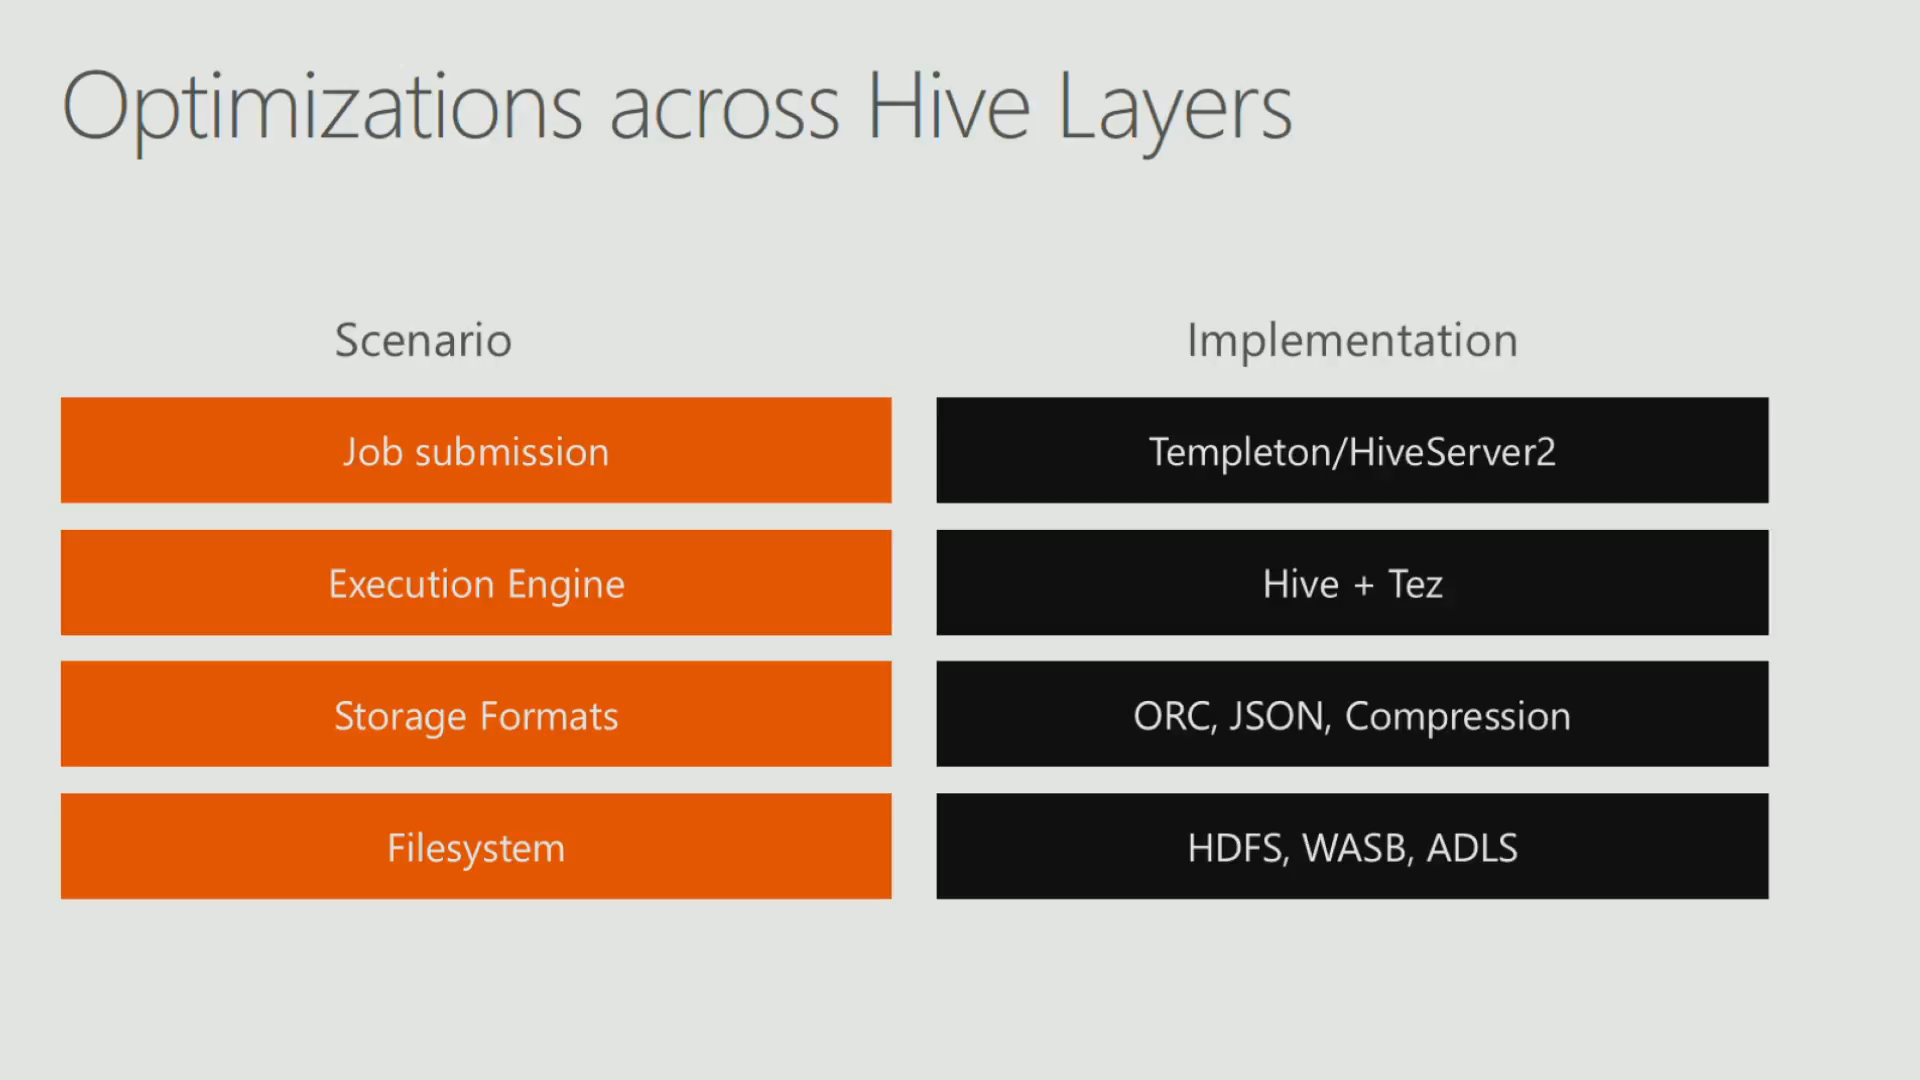 Optimizations across Hive Layers
Scenario
Implementation
Job submission
Templeton/HiveServer2
Execution Engine
Hive + Tez
Storage Formats
ORC, JSON, Compression
Filesystem
HDFS, WASB, ADLS